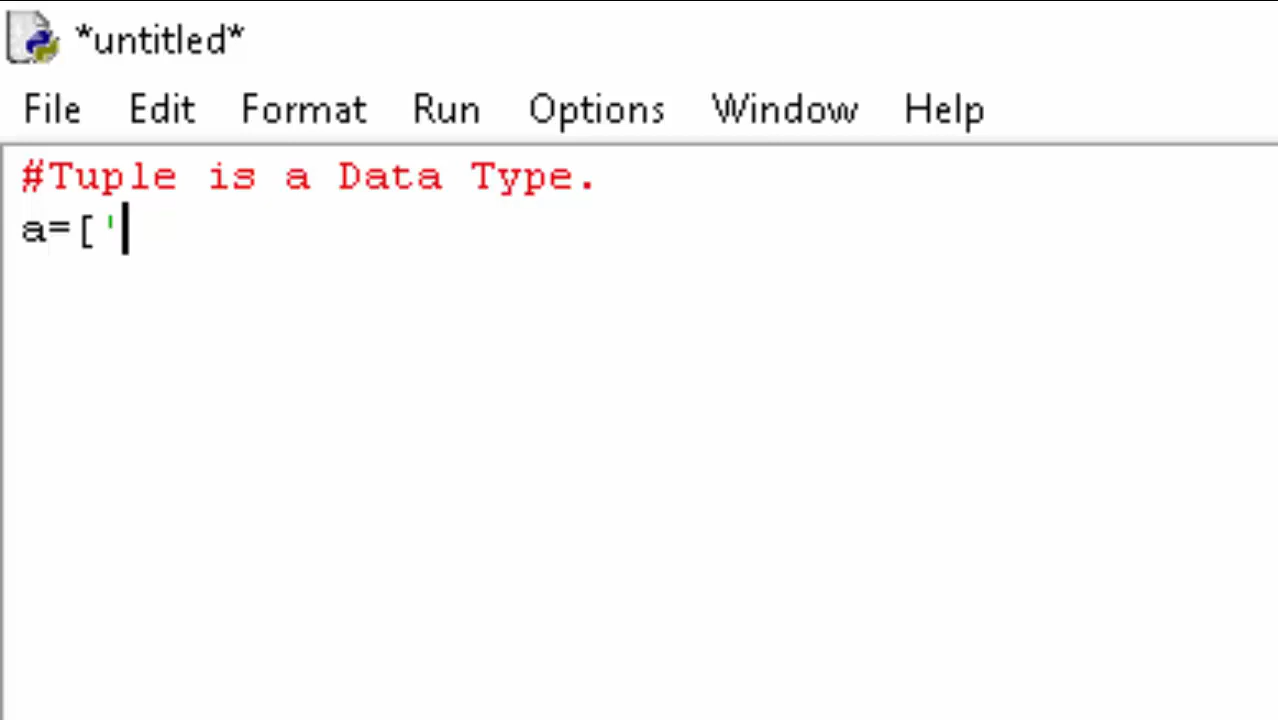 *untitled*
File Edit Format Run Options Window Help
#Tuple is a Data Type.
a=['